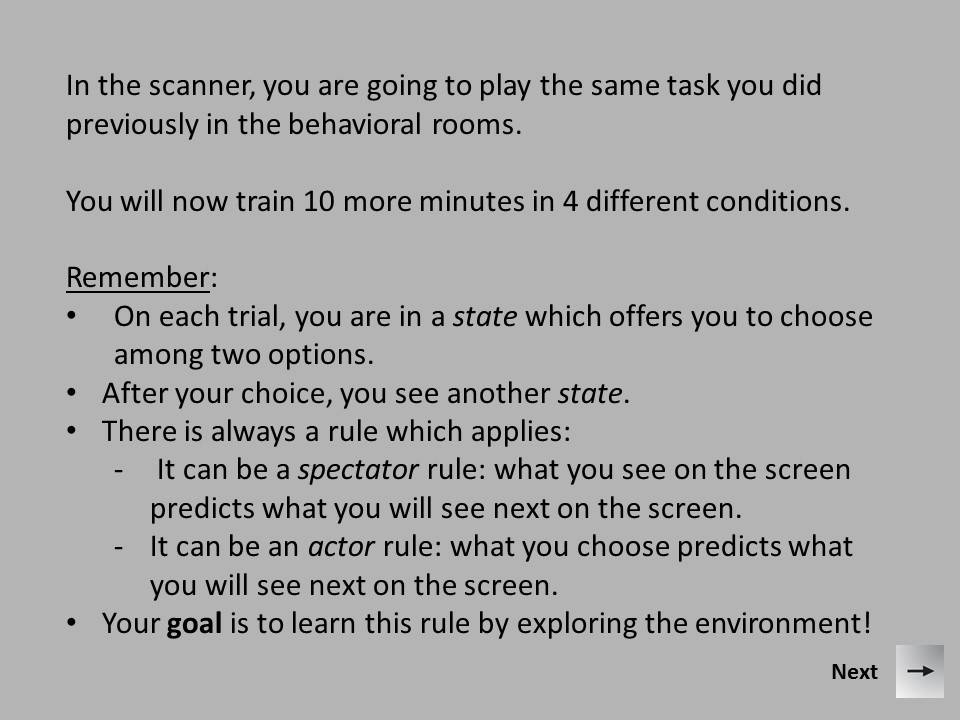 In the scanner, you are going to play the same task you did
previously in the behavioral rooms.
You will now train 10 more minutes in 4 different conditions.
Remember:
• On each trial, you are in a state which offers you to choose
among two options.
• After your choice, you see another state.
• There is always a rule which applies:
- It can be a spectator rule: what you see on the screen
predicts what you will see next on the screen.
- It can be an actor rule: what you choose predicts what
you will see next on the screen.
• Your goal is to learn this rule by exploring the environment!
Next →